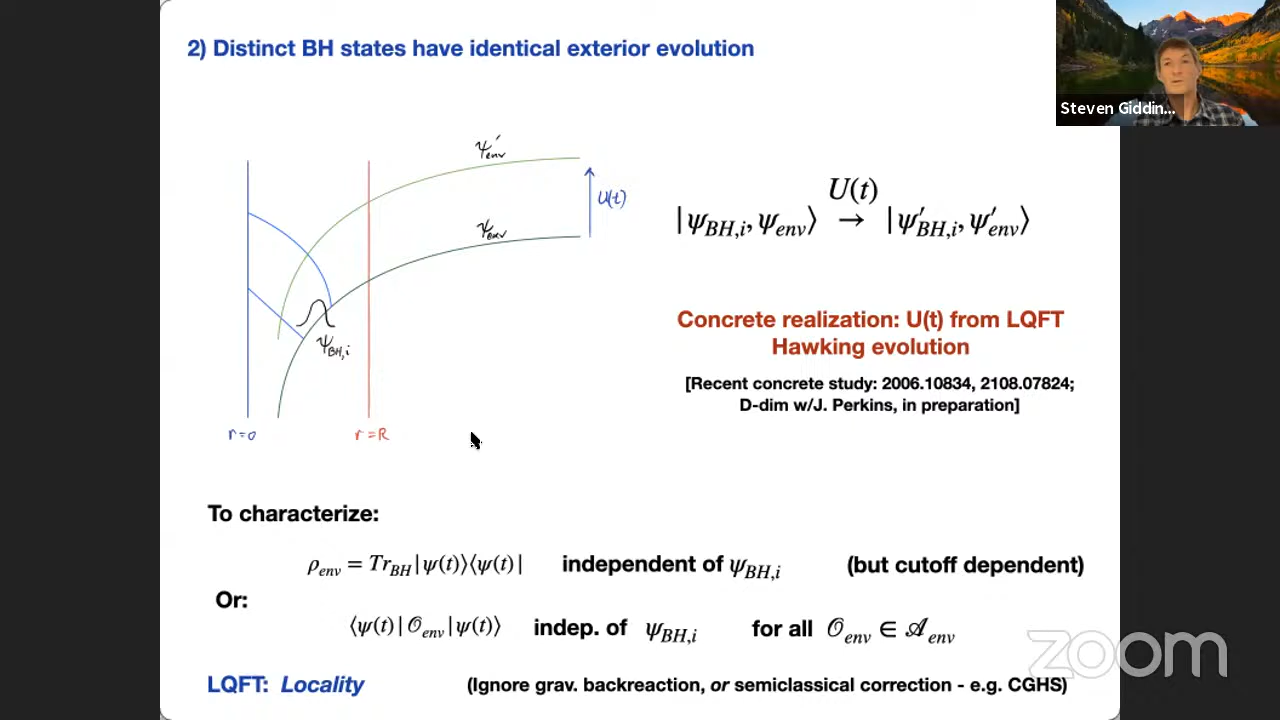 2) Distinct BH states have identical exterior evolution
Steven Giddin...
ψ′env
U(t)
ψenv
ψBH,i
r=0
r=R
U(t)
|ψBH,i, ψenv⟩ → |ψ′BH,i, ψ′env⟩
Concrete realization: U(t) from LQFT
Hawking evolution
[Recent concrete study: 2006.10834, 2108.07824;
D-dim w/J. Perkins, in preparation]
To characterize:
ρenv = TrBH|ψ(t)⟩⟨ψ(t)| independent of ψBH,i (but cutoff dependent)
Or:
⟨ψ(t)|𝒪env|ψ(t)⟩ indep. of ψBH,i for all 𝒪env ∈ 𝒜env
LQFT: Locality (Ignore grav. backreaction, or semiclassical correction - e.g. CGHS)
zoom